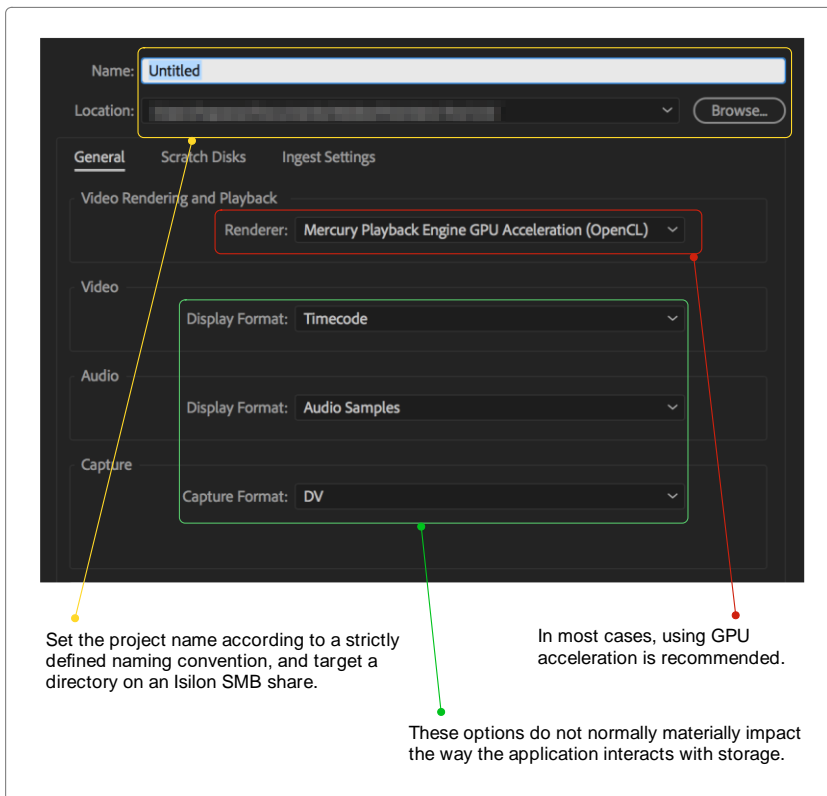 Name: Untitled
Location:
Browse...
General Scratch Disks Ingest Settings
Video Rendering and Playback
Renderer: Mercury Playback Engine GPU Acceleration (OpenCL)
Video
Display Format: Timecode
Audio
Display Format: Audio Samples
Capture
Capture Format: DV
Set the project name according to a strictly
defined naming convention, and target a
directory on an Isilon SMB share.
In most cases, using GPU
acceleration is recommended.
These options do not normally materially impact
the way the application interacts with storage.